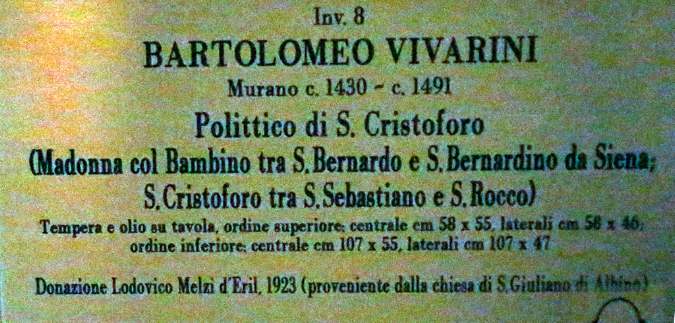 Inv. 8
BARTOLOMEO VIVARINI
Murano c. 1430 - c. 1491
Polittico di S. Cristoforo
(Madonna col Bambino tra S. Bernardo e S. Bernardino da Siena;
S. Cristoforo tra S. Sebastiano e S. Rocco)
Tempera e olio su tavola, ordine superiore: centrale cm 58 x 55, laterali cm 56 x 46;
ordine inferiore: centrale cm 107 x 55, laterali cm 107 x 47
Donazione Lodovico Melzi d'Eril, 1923 (proveniente dalla chiesa di S. Giuliano di Albino)